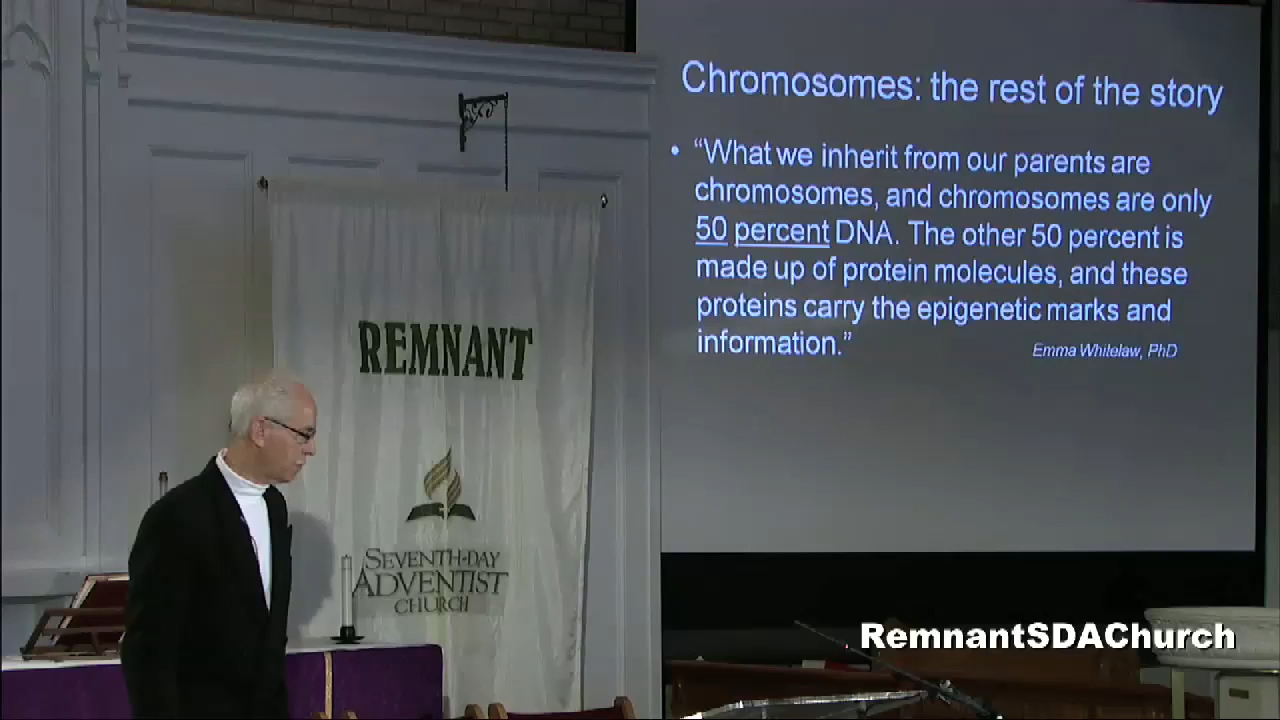 Chromosomes: the rest of the story
• “What we inherit from our parents are
chromosomes, and chromosomes are only
50 percent DNA. The other 50 percent is
made up of protein molecules, and these
proteins carry the epigenetic marks and
information.”
Emma Whitelaw, PhD
REMNANT
SEVENTH-DAY
ADVENTIST
CHURCH
RemnantSDAChurch